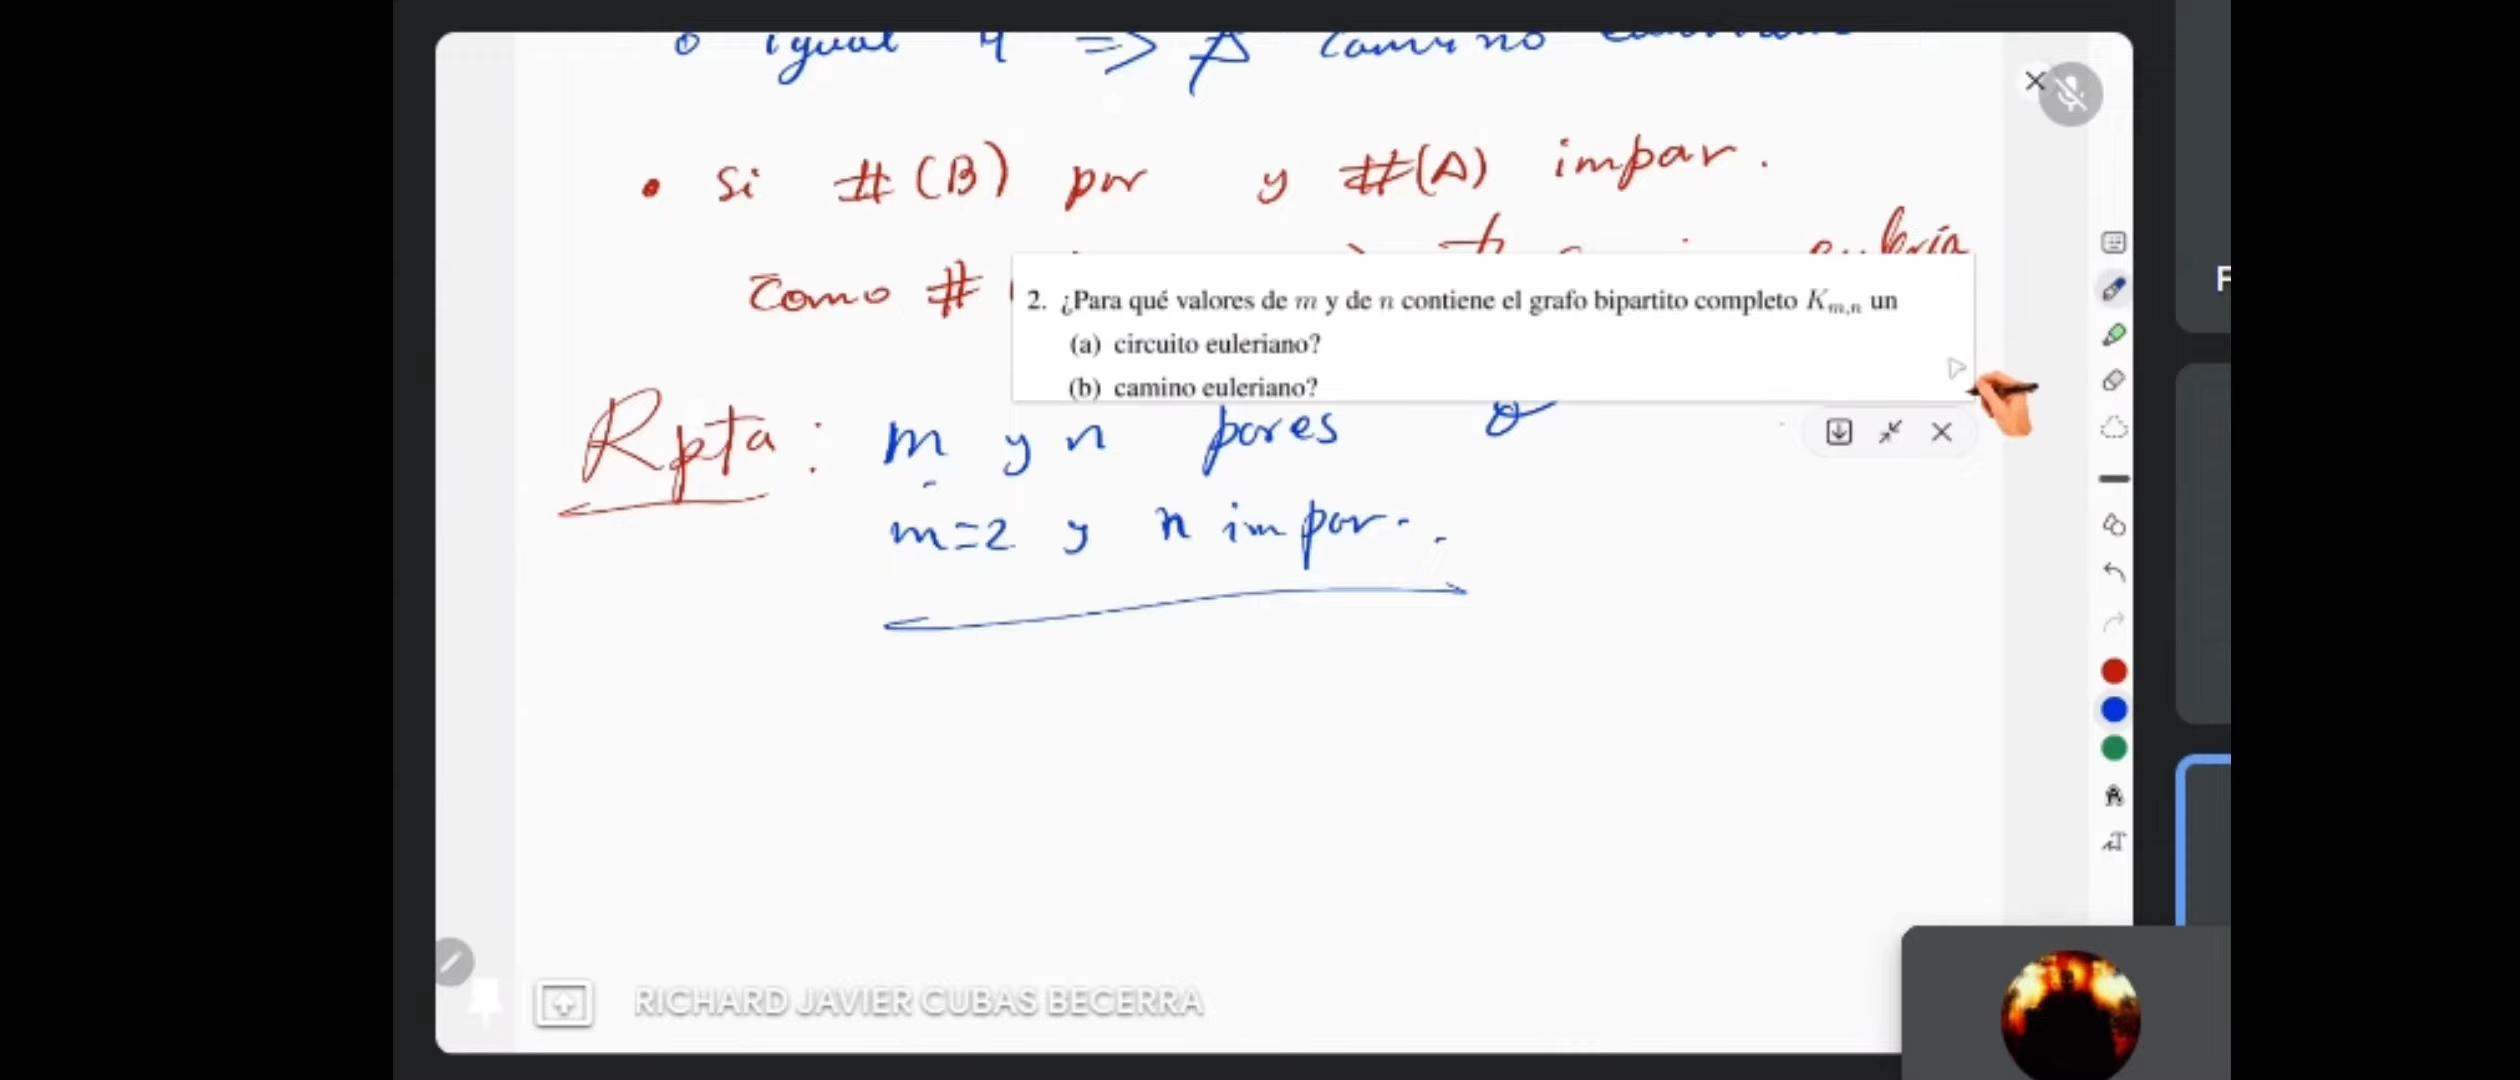 o igual 4 => ∄ camino
• Si #(B) par y #(A) impar.
como #
2. ¿Para qué valores de m y de n contiene el grafo bipartito completo Km,n un
(a) circuito euleriano?
(b) camino euleriano?
Rpta: m y n pares o
m=2 y n impar.
RICHARD JAVIER CUBAS BECERRA